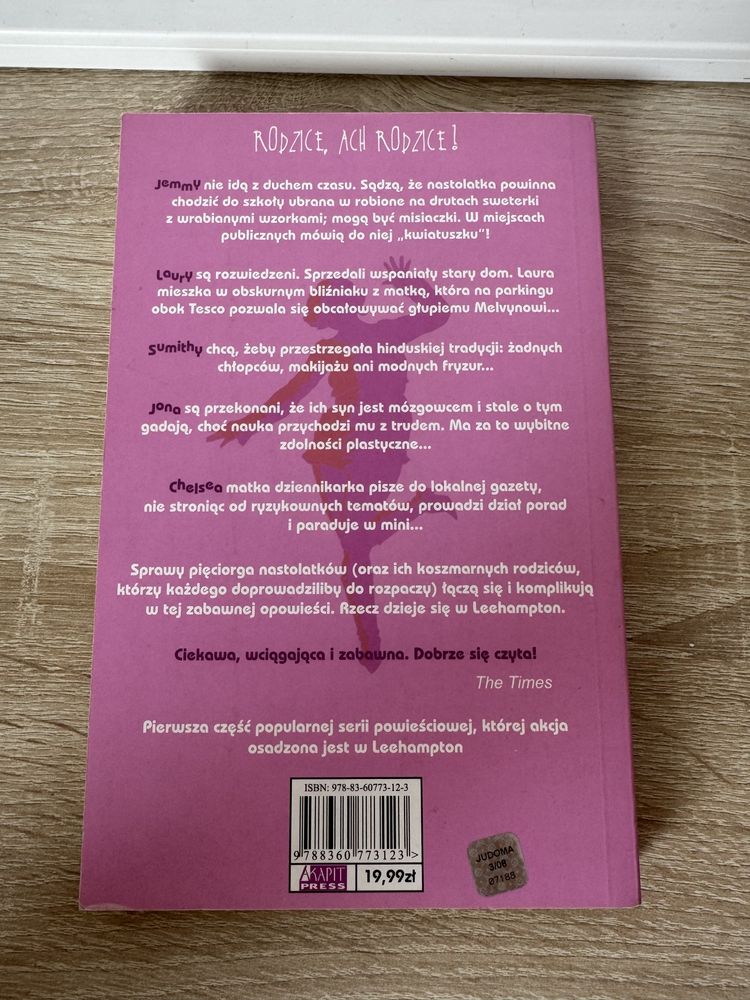 RODZICE, ACH RODZICE!
Jemmy nie idą z duchem czasu. Sądzą, że nastolatka powinna
chodzić do szkoły ubrana w robione na drutach sweterki
z wrabianymi wzorkami; mogą być misiaczki. W miejscach
publicznych mówią do niej „kwiatuszku”!
Laury są rozwiedzeni. Sprzedali wspaniały stary dom. Laura
mieszka w obskurnym bliźniaku z matką, która na parkingu
obok Tesco pozwala się obcałowywać głupiemu Melvynowi...
Sumithy chcą, żeby przestrzegała hinduskiej tradycji: żadnych
chłopców, makijażu ani modnych fryzur...
Jona są przekonani, że ich syn jest mózgowcem i stale o tym
gadają, choć nauka przychodzi mu z trudem. Ma za to wybitne
zdolności plastyczne...
Chelsea matka dziennikarka pisze do lokalnej gazety,
nie stroniąc od ryzykownych tematów, prowadzi dział porad
i paraduje w mini...
Sprawy pięciorga nastolatków (oraz ich koszmarnych rodziców,
którzy każdego doprowadziliby do rozpaczy) łączą się i komplikują
w tej zabawnej opowieści. Rzecz dzieje się w Leehampton.
Ciekawa, wciągająca i zabawna. Dobrze się czyta!
The Times
Pierwsza część popularnej serii powieściowej, której akcja
osadzona jest w Leehampton
ISBN: 978-83-60773-12-3
9 788360 773123 >
AKAPIT
PRESS
19,99zł
JUDOMA
3/08
07188